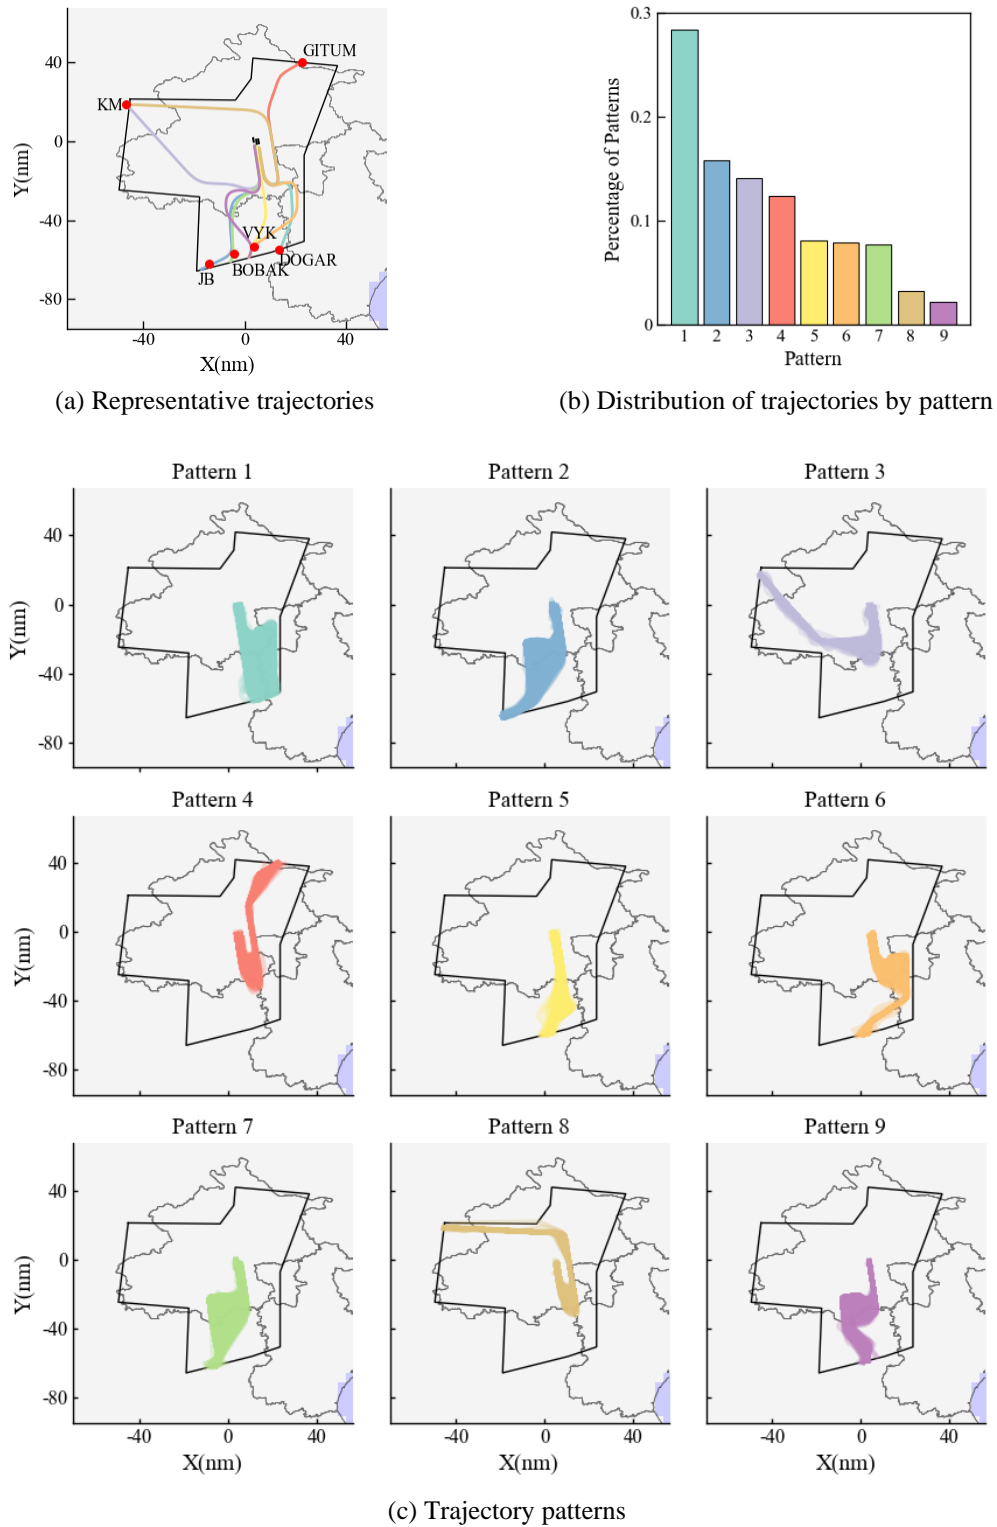 GITUM
KM
VYK
DOGAR
BOBAK
JB
40
0
-40
-80
Y(nm)
-40
0
40
X(nm)
(a) Representative trajectories
0.3
0.2
0.1
0
Percentage of Patterns
1 2 3 4 5 6 7 8 9
Pattern
(b) Distribution of trajectories by pattern
Pattern 1
Pattern 2
Pattern 3
40
0
-40
-80
Y(nm)
Pattern 4
Pattern 5
Pattern 6
40
0
-40
-80
Y(nm)
Pattern 7
Pattern 8
Pattern 9
40
0
-40
-80
Y(nm)
-40 0 40
-40 0 40
-40 0 40
X(nm)
X(nm)
X(nm)
(c) Trajectory patterns